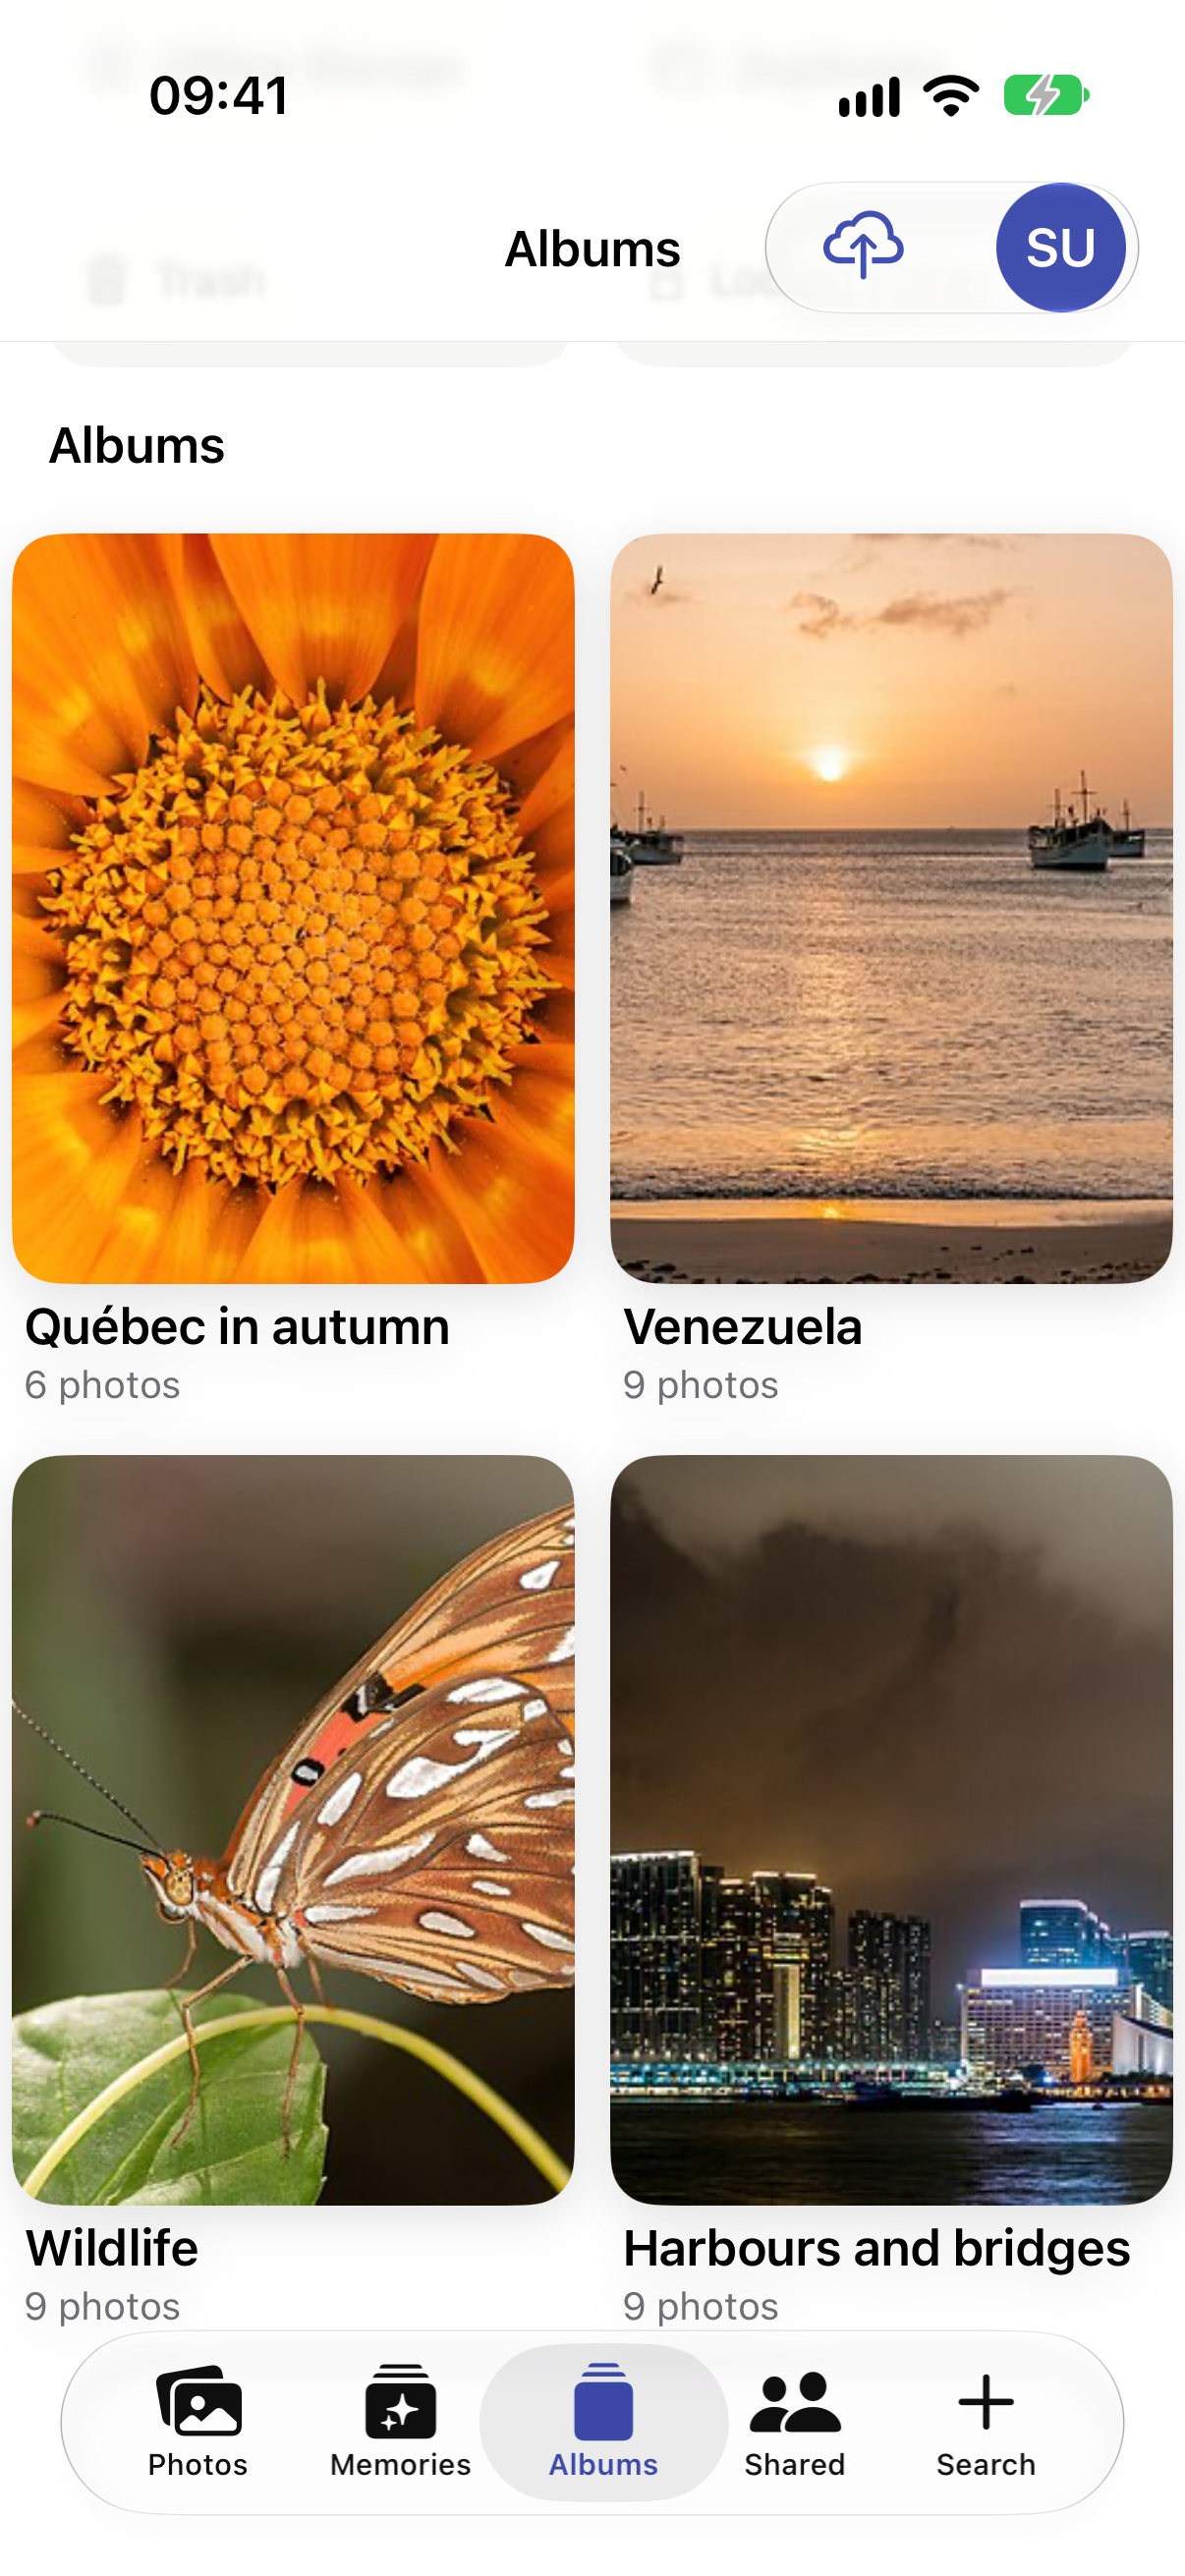 09:41
Albums
SU
Trash
Albums
Québec in autumn
6 photos
Venezuela
9 photos
Wildlife
9 photos
Harbours and bridges
9 photos
Photos
Memories
Albums
Shared
Search